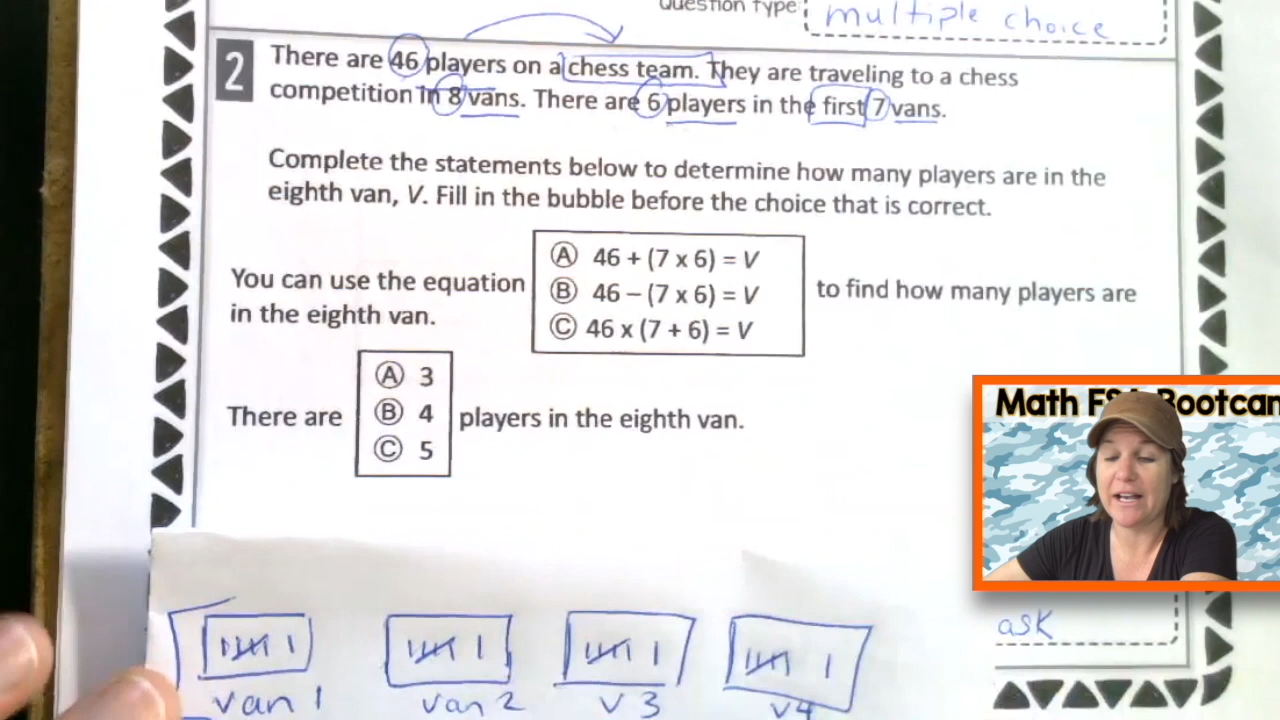 Question Type:
multiple choice
2
There are 46 players on a chess team. They are traveling to a chess
competition in 8 vans. There are 6 players in the first 7 vans.
Complete the statements below to determine how many players are in the
eighth van, V. Fill in the bubble before the choice that is correct.
You can use the equation
in the eighth van.
Ⓐ 46 + (7 x 6) = V
Ⓑ 46 – (7 x 6) = V
Ⓒ 46 x (7 + 6) = V
to find how many players are
There are
Ⓐ 3
Ⓑ 4
Ⓒ 5
players in the eighth van.
Math
ask
van 1
van 2
v 3
v4